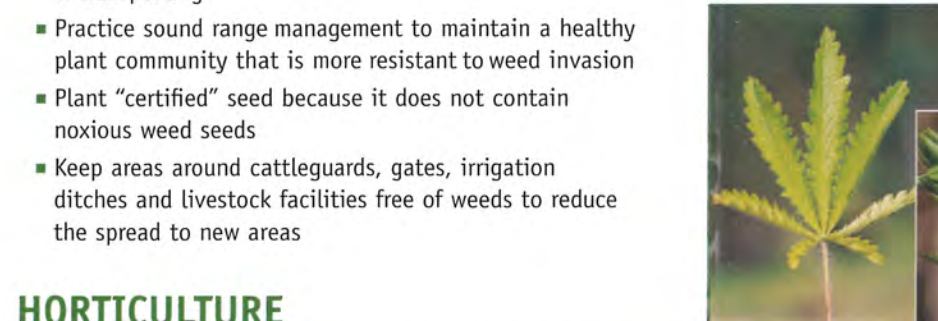 ▪ Practice sound range management to maintain a healthy
plant community that is more resistant to weed invasion
▪ Plant “certified” seed because it does not contain
noxious weed seeds
▪ Keep areas around cattleguards, gates, irrigation
ditches and livestock facilities free of weeds to reduce
the spread to new areas
HORTICULTURE